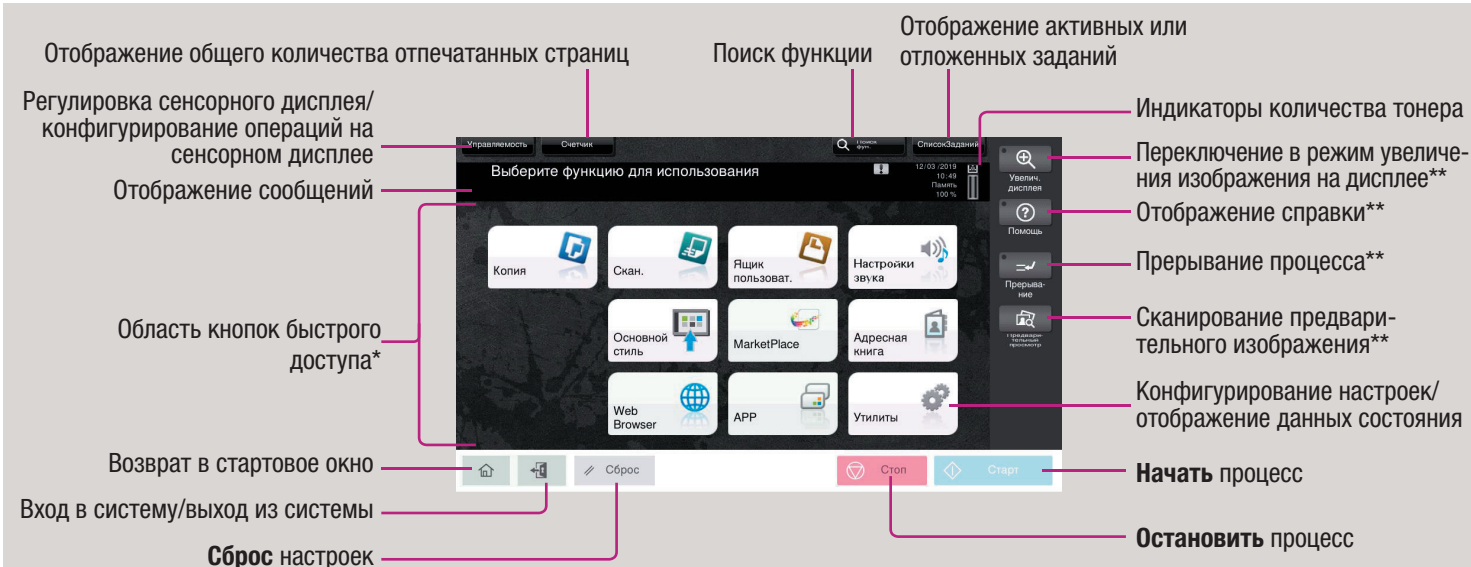 Отображение общего количества отпечатанных страниц
Поиск функции
Отображение активных или
отложенных заданий
Регулировка сенсорного дисплея/
конфигурирование операций на
сенсорном дисплее
Отображение сообщений
Область кнопок быстрого
доступа*
Возврат в стартовое окно
Вход в систему/выход из системы
Сброс настроек
Управляемость
Счетчик
Поиск
функ.
СписокЗаданий
Выберите функцию для использования
12/03 /2019
10:49
Память
100 %
Копия
Скан.
Ящик
пользоват.
Настройки
звука
Основной
стиль
MarketPlace
Адресная
книга
Web
Browser
APP
Утилиты
Увелич.
дисплея
Помощь
Прерыва-
ние
Предвари-
тельный
просмотр
Сброс
Стоп
Старт
Индикаторы количества тонера
Переключение в режим увеличе-
ния изображения на дисплее**
Отображение справки**
Прерывание процесса**
Сканирование предвари-
тельного изображения**
Конфигурирование настроек/
отображение данных состояния
Начать процесс
Остановить процесс